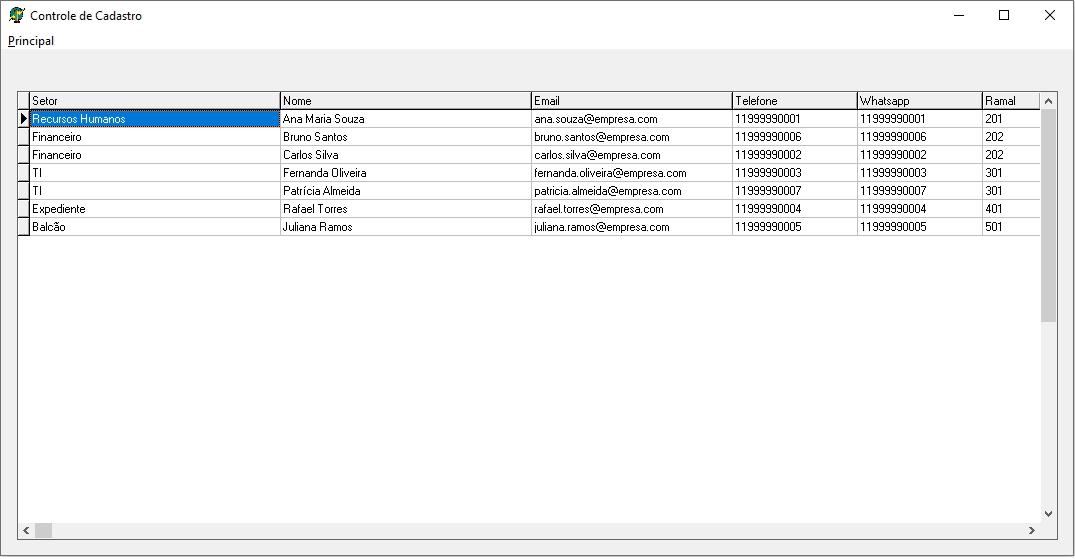 Controle de Cadastro
Principal
Setor Nome Email Telefone Whatsapp Ramal
Recursos Humanos Ana Maria Souza ana.souza@empresa.com 11999990001 11999990001 201
Financeiro Bruno Santos bruno.santos@empresa.com 11999990006 11999990006 202
Financeiro Carlos Silva carlos.silva@empresa.com 11999990002 11999990002 202
TI Fernanda Oliveira fernanda.oliveira@empresa.com 11999990003 11999990003 301
TI Patrícia Almeida patricia.almeida@empresa.com 11999990007 11999990007 301
Expediente Rafael Torres rafael.torres@empresa.com 11999990004 11999990004 401
Balcão Juliana Ramos juliana.ramos@empresa.com 11999990005 11999990005 501